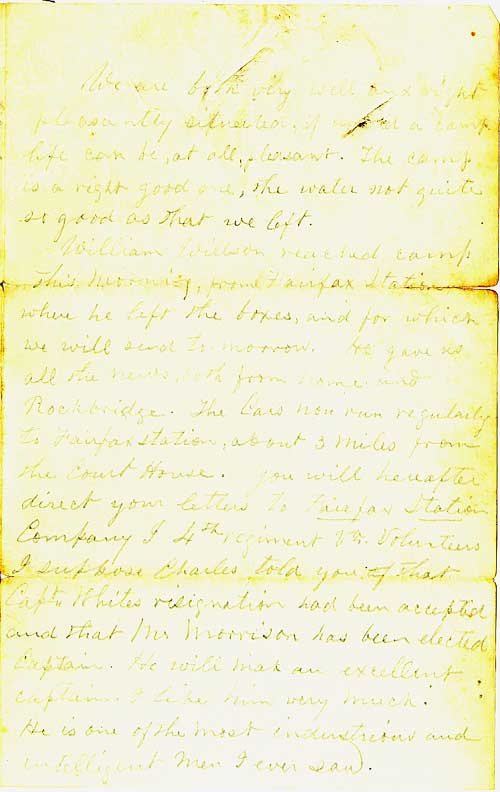 We are both very well and right
pleasantly situated, if indeed a camp
life can be, at all, pleasant. The camp
is a right good one, the water not quite
so good as that we left.
William Willson reached camp
this morning, from Fairfax Station
where he left the boxes, and for which
we will send to morrow. He gave us
all the news, both from home and
Rockbridge. The Cars now run regularly
to Fairfax station, about 3 miles from
the Court House. you will hereafter
direct your letters to Fairfax Station
Company I 4th regiment Va. Volunteers
I suppose Charles told you of that
Capt. Whites resignation had been accepted
and that Mr Morrison has been elected
Captain. He will mak an excellent
captain. I like him very much.
He is one of the most industrious and
intelligent men I ever saw.